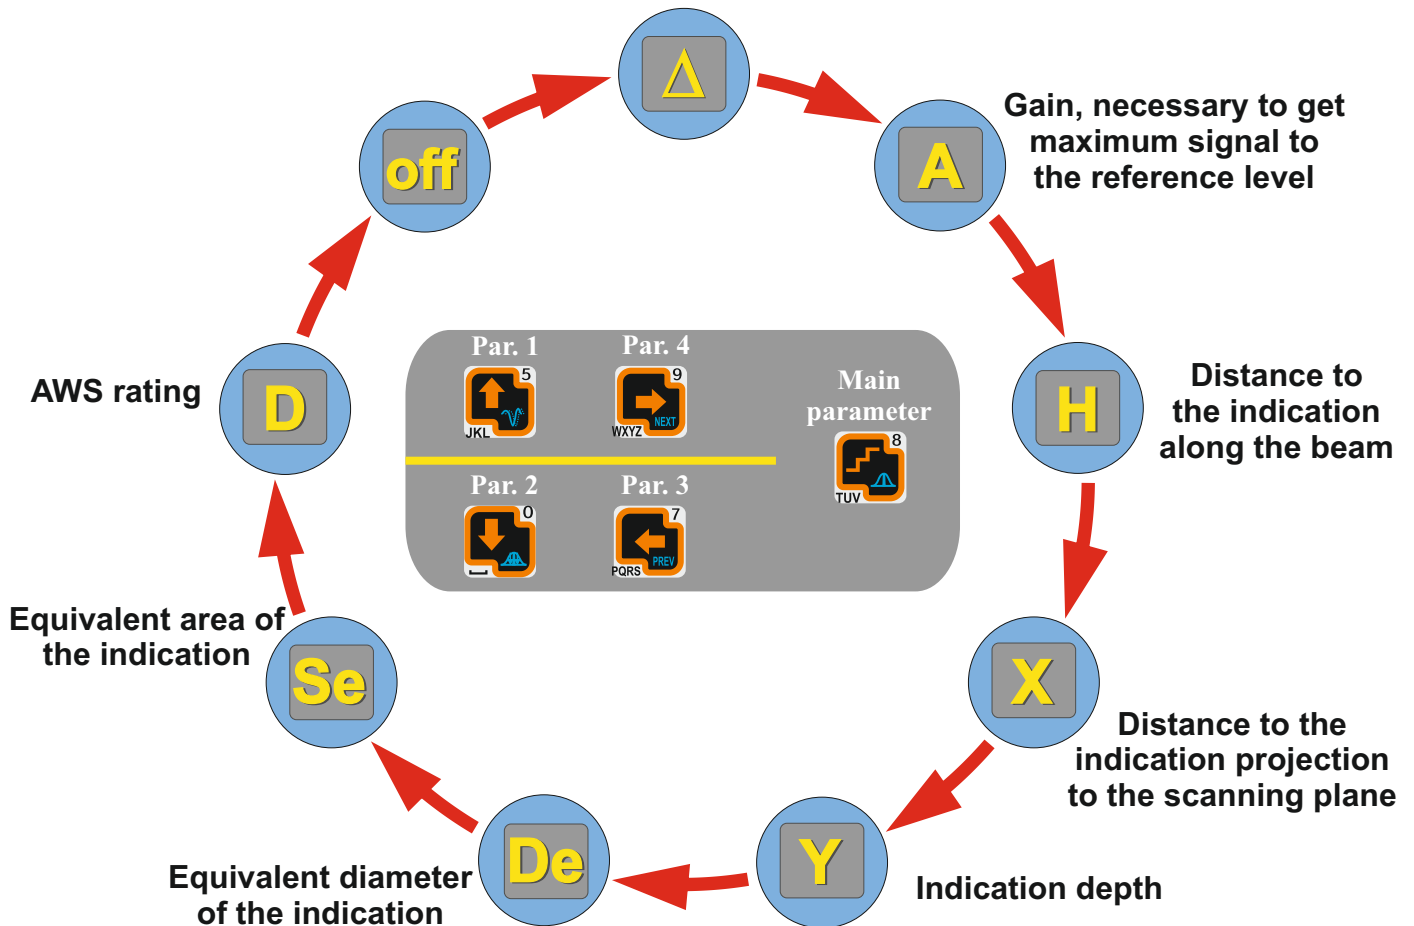 Δ
A
Gain, necessary to get
maximum signal to
the reference level
off
H
Distance to
the indication
along the beam
D
AWS rating
Par. 1
5
JKL
Par. 4
9
WXYZ
NEXT
Main
parameter
8
TUV
Par. 2
0
Par. 3
7
PQRS
PREV
X
Distance to the
indication projection
to the scanning plane
Equivalent area of
the indication
Se
Y
Indication depth
De
Equivalent diameter
of the indication